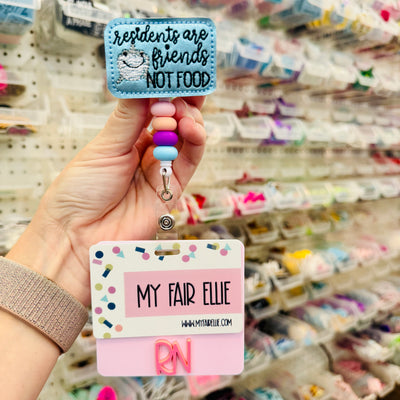 residents are
friends
NOT FOOD
MY FAIR ELLIE
WWW.MYFAIRELLIE.COM
RN